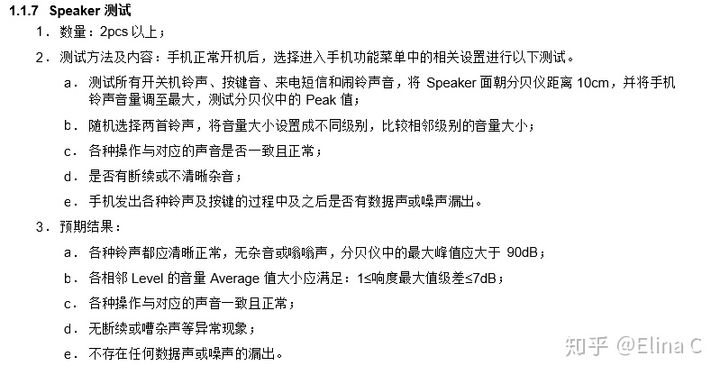 1.1.7 Speaker 测试
1. 数量：2pcs 以上；
2. 测试方法及内容：手机正常开机后，选择进入手机功能菜单中的相关设置进行以下测试。
a. 测试所有开关机铃声、按键音、来电短信和闹铃声音，将 Speaker 面朝分贝仪距离 10cm，并将手机
铃声音量调至最大，测试分贝仪中的 Peak 值；
b. 随机选择两首铃声，将音量大小设置成不同级别，比较相邻级别的音量大小；
c. 各种操作与对应的声音是否一致且正常；
d. 是否有断续或不清晰杂音；
e. 手机发出各种铃声及按键的过程中及之后是否有数据声或噪声漏出。
3. 预期结果：
a. 各种铃声都应清晰正常，无杂音或嗡嗡声，分贝仪中的最大峰值应大于 90dB；
b. 各相邻 Level 的音量 Average 值大小应满足：1≤响度最大值级差≤7dB；
c. 各种操作与对应的声音一致且正常；
d. 无断续或嘈杂声等异常现象；
e. 不存在任何数据声或噪声的漏出。
知乎 @Elina C